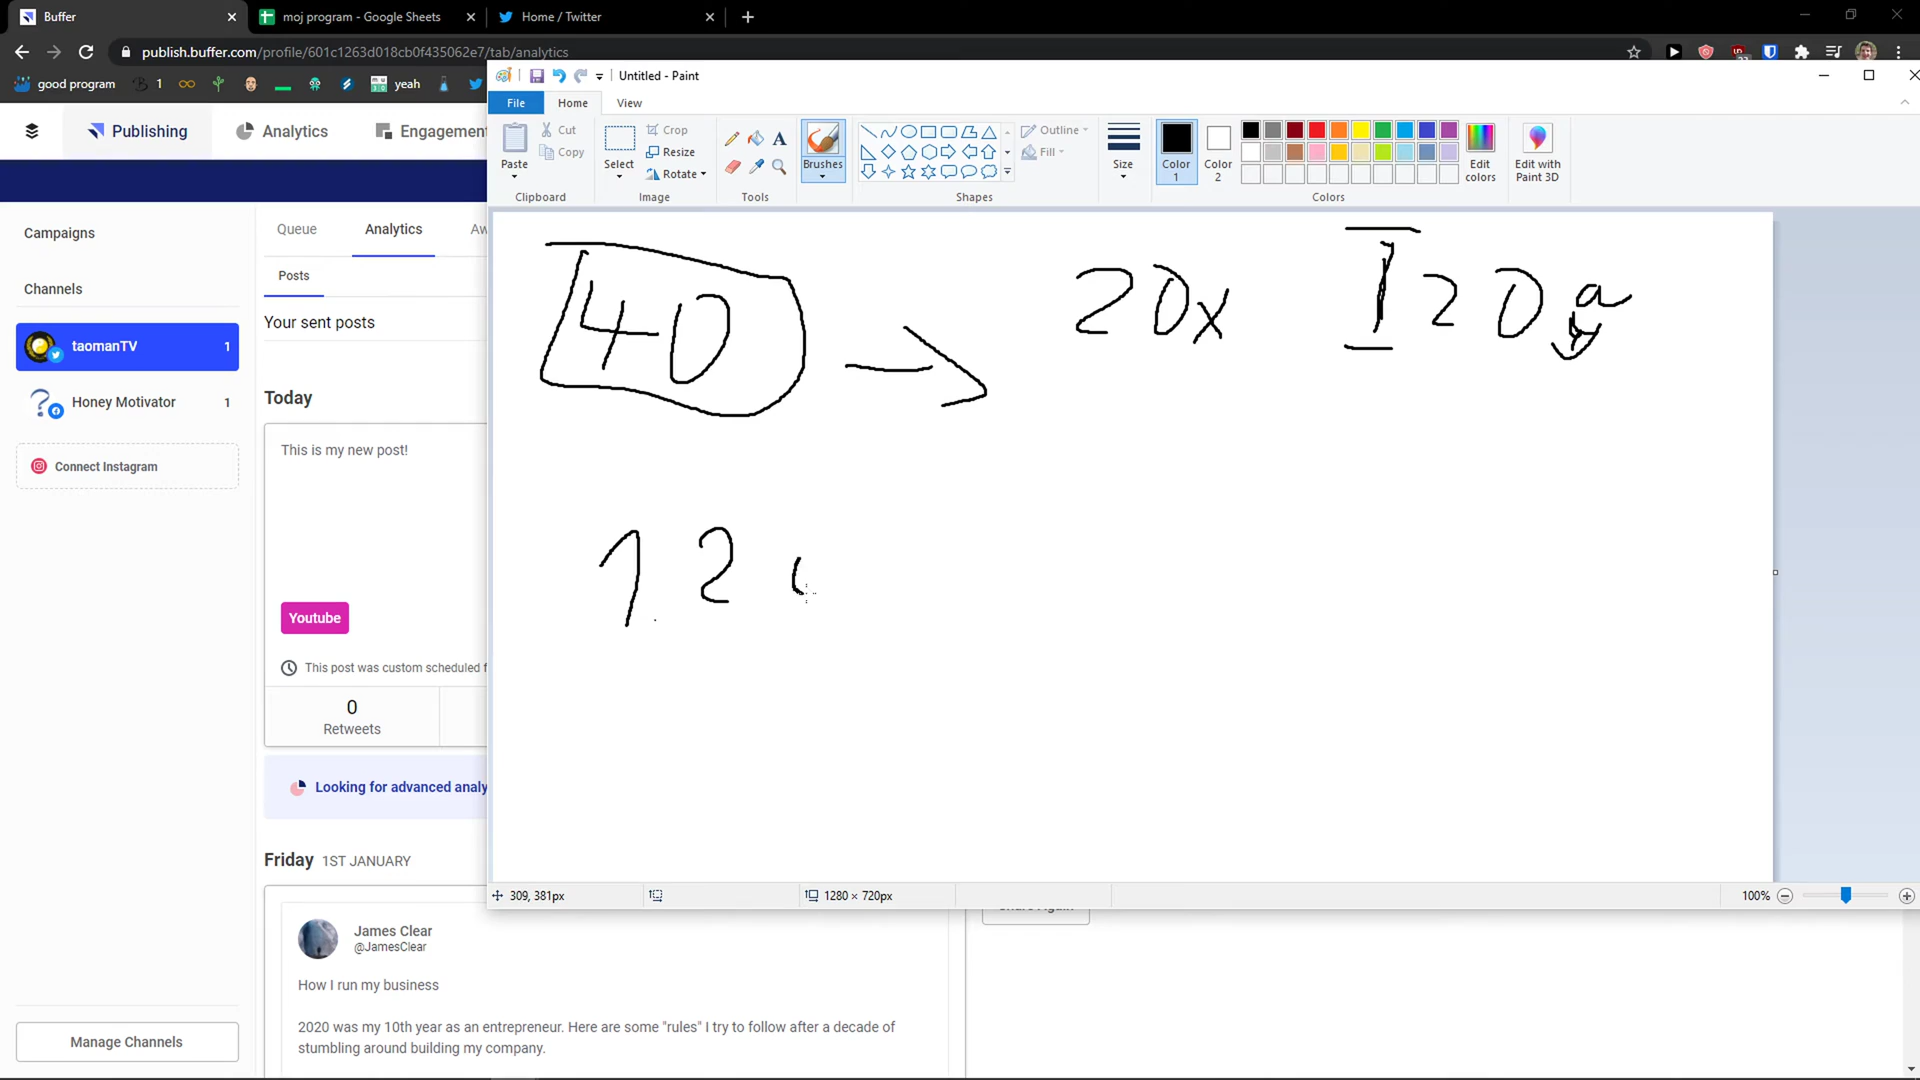 Buffer
moj program - Google Sheets
Home / Twitter
publish.buffer.com/profile/601c1263d018cb0f435062e7/tab/analytics
good program
1
yeah
Untitled - Paint
File
Home
View
Paste
Cut
Copy
Select
Crop
Resize
Rotate
Brushes
Outline
Fill
Size
Color 1
Color 2
Edit colors
Edit with Paint 3D
Clipboard
Image
Tools
Shapes
Colors
Publishing
Analytics
Engagemen
Campaigns
Channels
taomanTV 1
Honey Motivator 1
Connect Instagram
Manage Channels
Queue
Analytics
Aw
Posts
Your sent posts
Today
This is my new post!
Youtube
This post was custom scheduled f
0
Retweets
Looking for advanced analy
Friday 1ST JANUARY
James Clear
@JamesClear
How I run my business
2020 was my 10th year as an entrepreneur. Here are some "rules" I try to follow after a decade of
stumbling around building my company.
40
20x
I 20
1. 2
309, 381px
1280 × 720px
100%